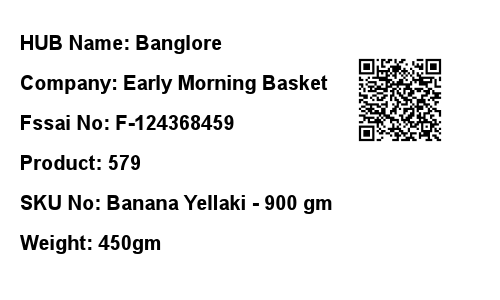 HUB Name: Banglore
Company: Early Morning Basket
Fssai No: F-124368459
Product: 579
SKU No: Banana Yellaki - 900 gm
Weight: 450gm